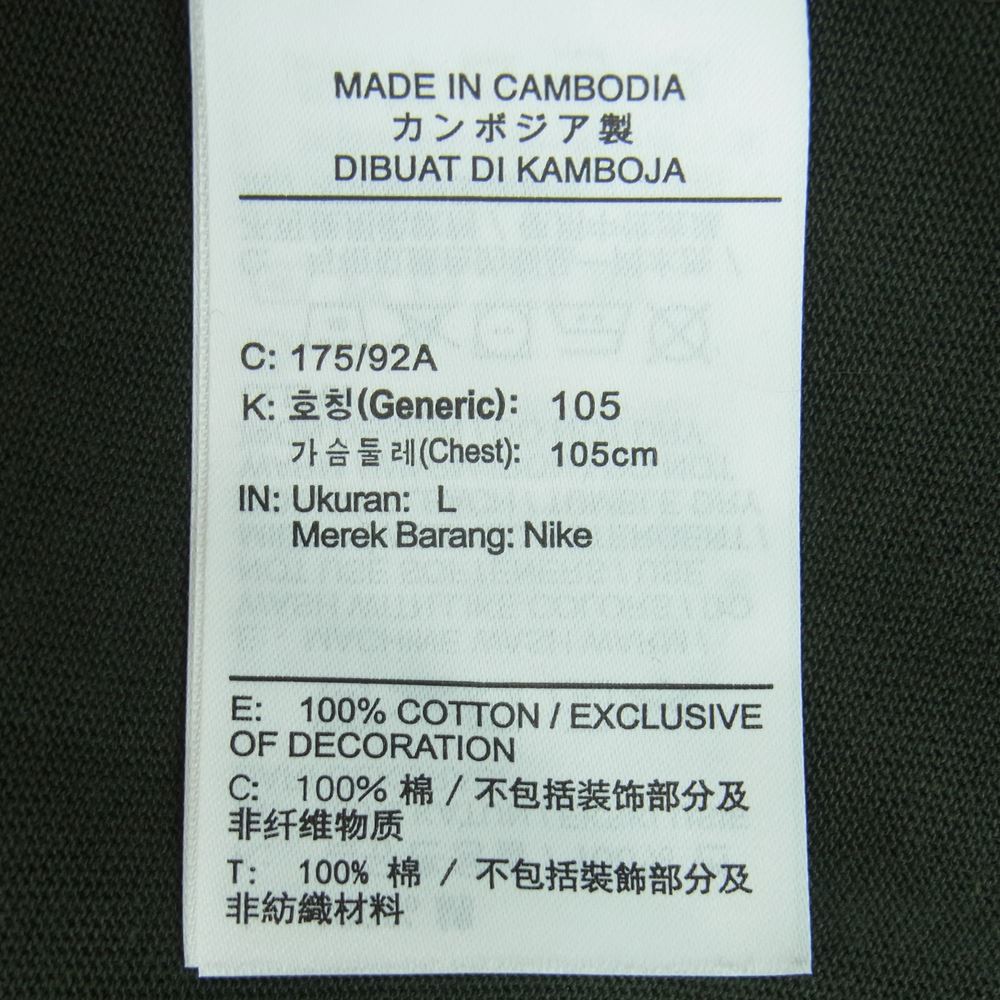 MADE IN CAMBODIA
カンボジア製
DIBUAT DI KAMBOJA
C: 175/92A
K: 호칭(Generic): 105
가슴둘레(Chest): 105cm
IN: Ukuran: L
Merek Barang: Nike
E: 100% COTTON / EXCLUSIVE
OF DECORATION
C: 100% 棉 / 不包括装饰部分及
非纤维物质
T: 100% 棉 / 不包括裝飾部分及
非紡織材料